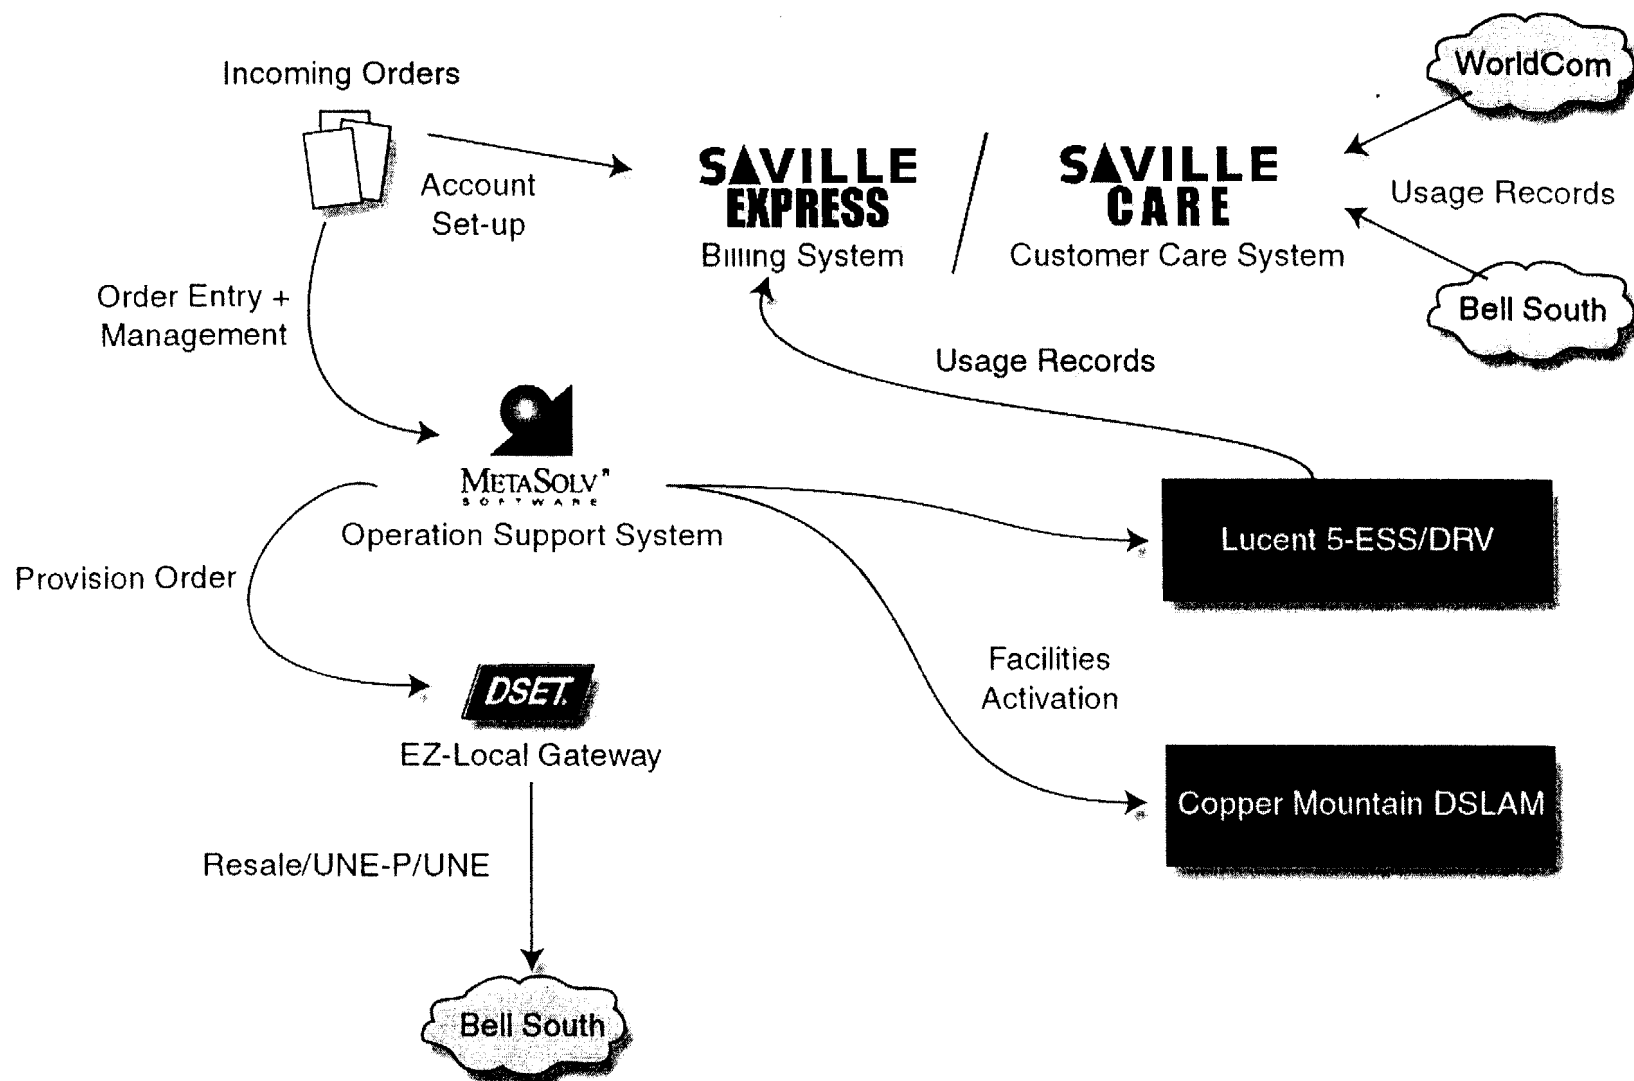 Incoming Orders
WorldCom
Account
Set-up
SAVILLE
EXPRESS
Billing System
SAVILLE
CARE
Customer Care System
Usage Records
Bell South
Order Entry +
Management
Usage Records
METASOLV
SOFTWARE
Operation Support System
Lucent 5-ESS/DRV
Provision Order
Facilities
Activation
DSET
EZ-Local Gateway
Copper Mountain DSLAM
Resale/UNE-P/UNE
Bell South